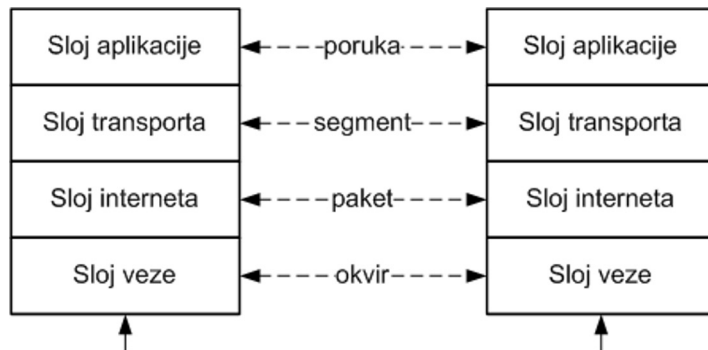 Sloj aplikacije poruka Sloj aplikacije
Sloj transporta segment Sloj transporta
Sloj interneta paket Sloj interneta
Sloj veze okvir Sloj veze